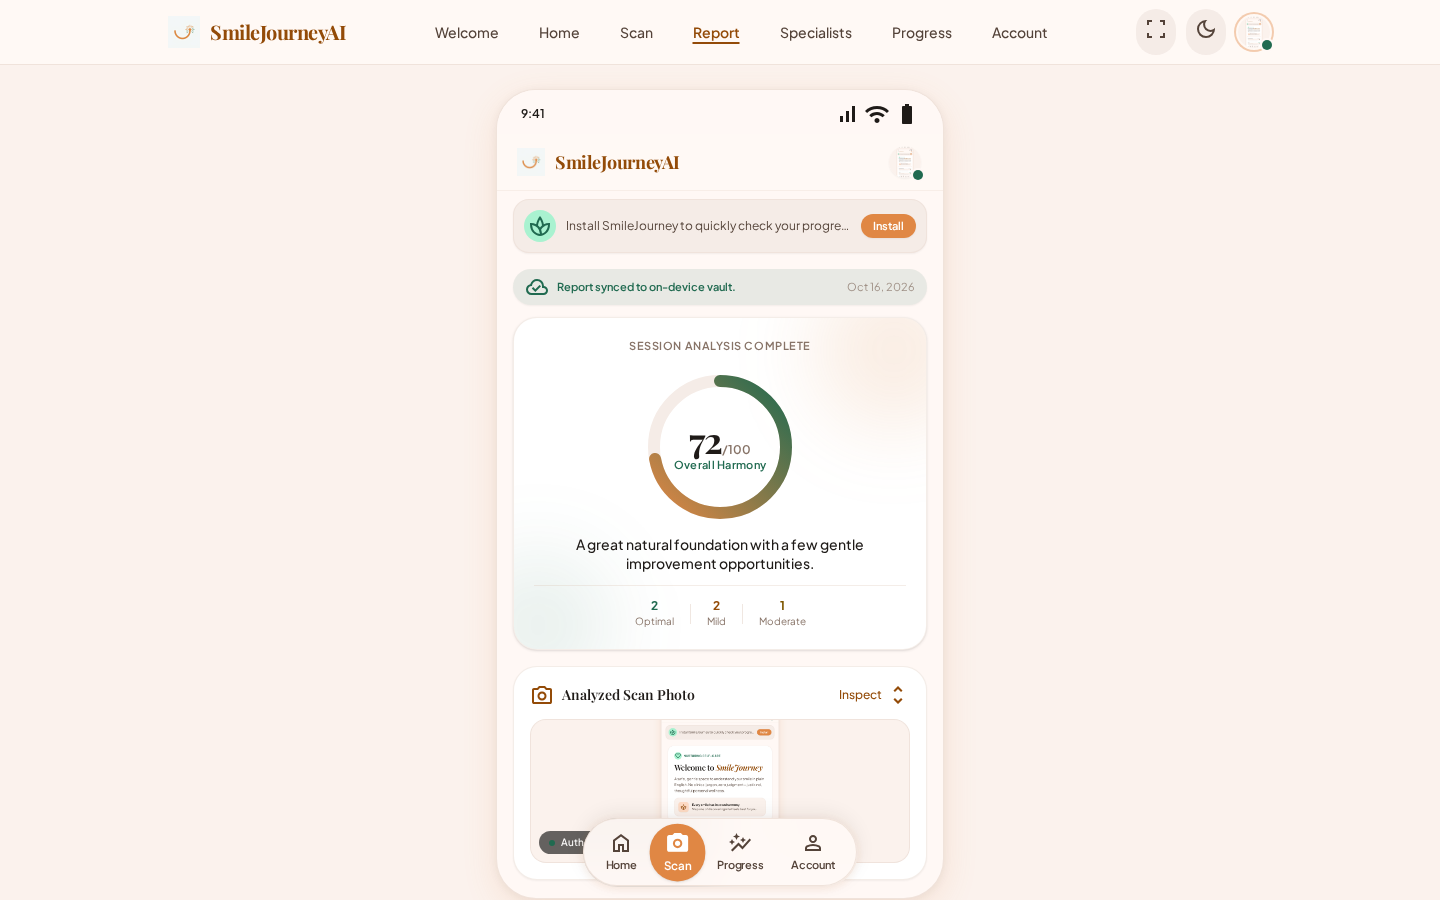 SmileJourneyAI
Welcome Home Scan Report Specialists Progress Account
9:41
SmileJourneyAI
Install SmileJourney to quickly check your progre... Install
Report synced to on-device vault. Oct 16, 2026
SESSION ANALYSIS COMPLETE
72/100
Overall Harmony
A great natural foundation with a few gentle
improvement opportunities.
2 2 1
Optimal Mild Moderate
Analyzed Scan Photo Inspect
Welcome to SmileJourney
Auth
Home Scan Progress Account